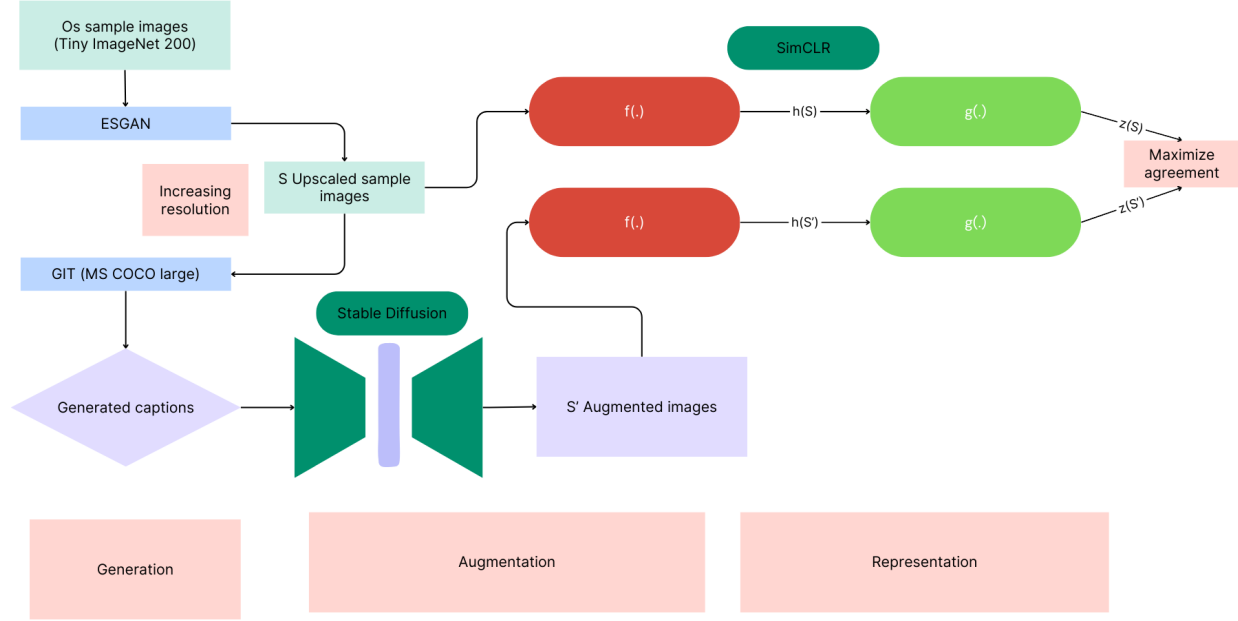 Os sample images
(Tiny ImageNet 200)
ESGAN
Increasing
resolution
S Upscaled sample
images
GIT (MS COCO large)
Generated captions
Stable Diffusion
S’ Augmented images
SimCLR
f(.)
h(S)
g(.)
z(S)
Maximize
agreement
f(.)
h(S’)
g(.)
z(S’)
Generation
Augmentation
Representation